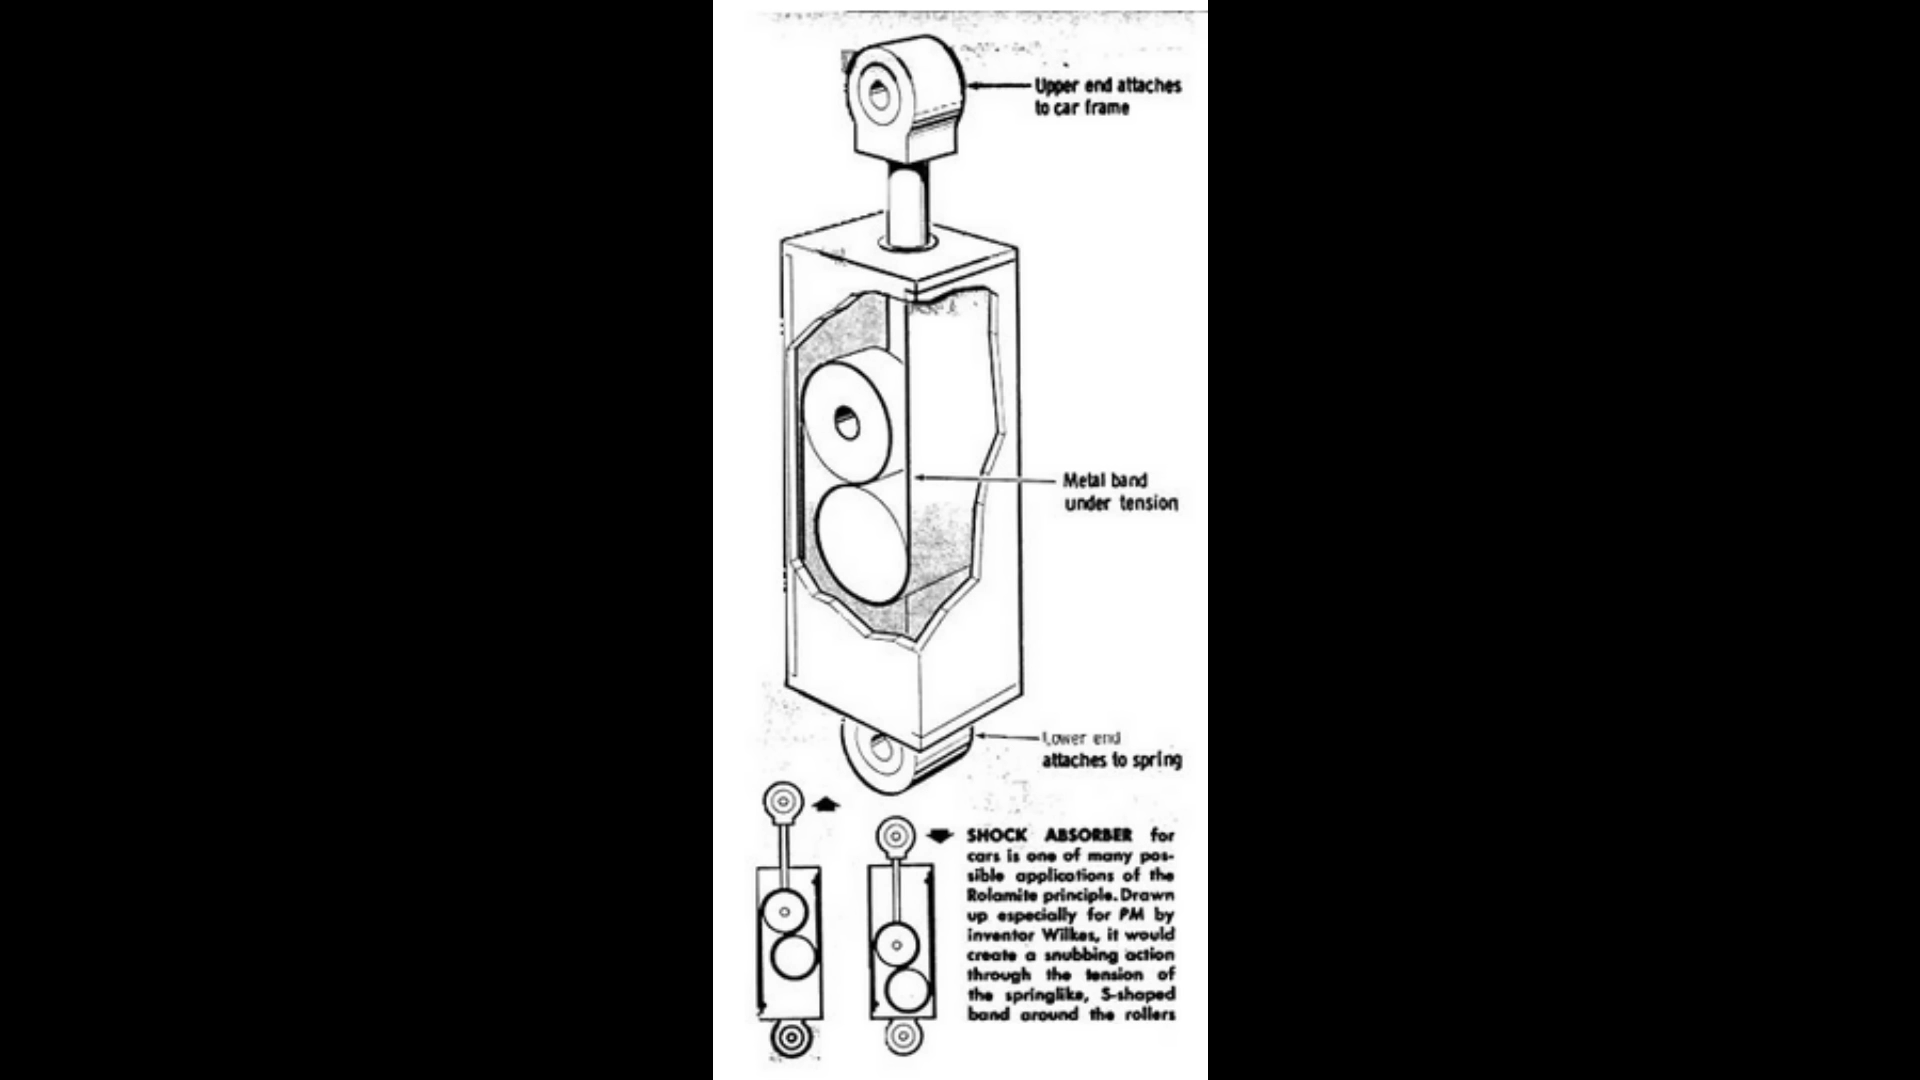 Upper end attaches
to car frame
Metal band
under tension
Lower end
attaches to spring
SHOCK ABSORBER for
cars is one of many pos-
sible applications of the
Rolamite principle. Drawn
up especially for PM by
inventor Wilkes, it would
create a snubbing action
through the tension of
the springlike, S-shaped
band around the rollers